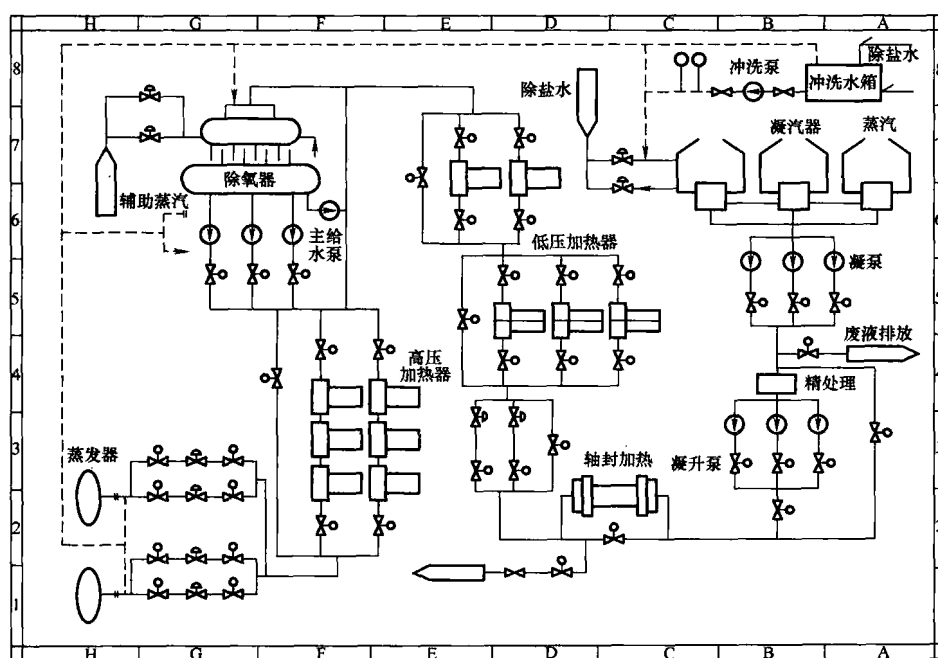 H G F E D C B A
8
除盐水
冲洗泵
冲洗水箱
除盐水
7
凝汽器
蒸汽
除氧器
辅助蒸汽
6
主给
水泵
低压加热器
凝泵
5
废液排放
4
高压
加热器
精处理
3
蒸发器
轴封加热
凝升泵
2
1
H G F E D C B A